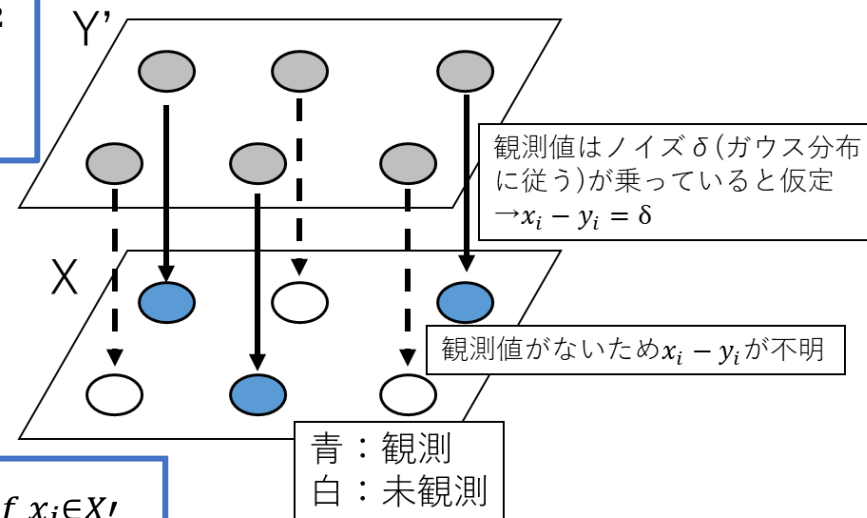 2
Y’
観測値はノイズδ(ガウス分布
に従う)が乗っていると仮定
→x_i − y_i = δ
X
観測値がないためx_i − y_iが不明
青：観測
白：未観測
f x_i∈X′